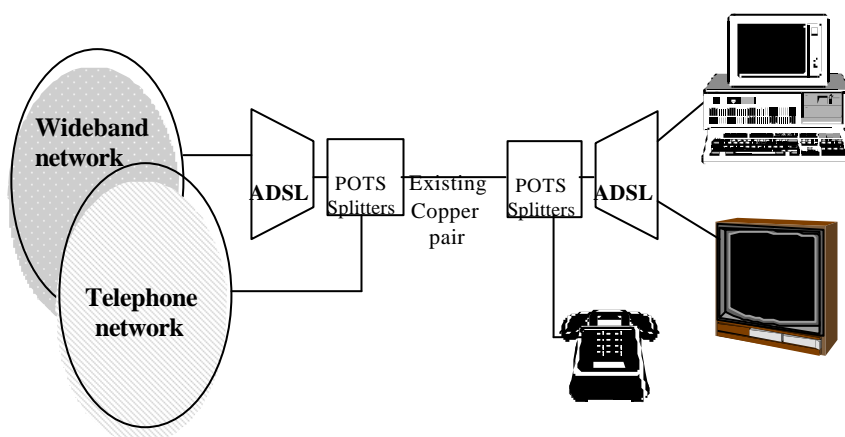 Wideband
network
ADSL
POTS
Splitters
Existing
Copper
pair
POTS
Splitters
ADSL
Telephone
network